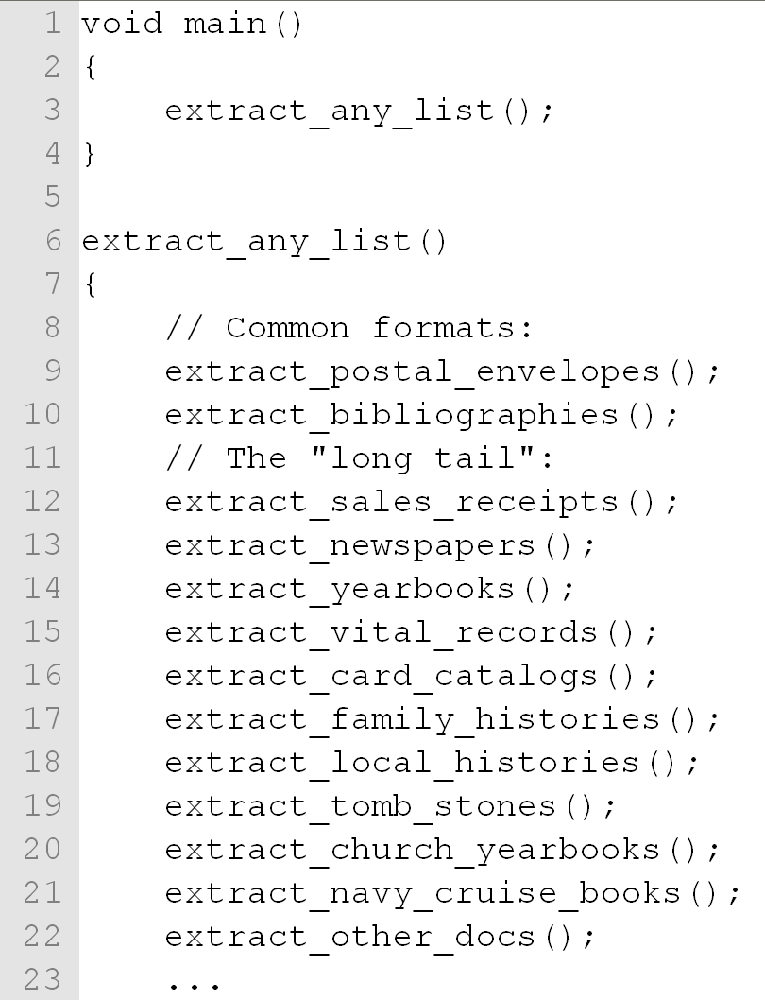 1 void main()
2 {
3     extract_any_list();
4 }
5
6 extract_any_list()
7 {
8     // Common formats:
9     extract_postal_envelopes();
10     extract_bibliographies();
11     // The "long tail":
12     extract_sales_receipts();
13     extract_newspapers();
14     extract_yearbooks();
15     extract_vital_records();
16     extract_card_catalogs();
17     extract_family_histories();
18     extract_local_histories();
19     extract_tomb_stones();
20     extract_church_yearbooks();
21     extract_navy_cruise_books();
22     extract_other_docs();
23     ...